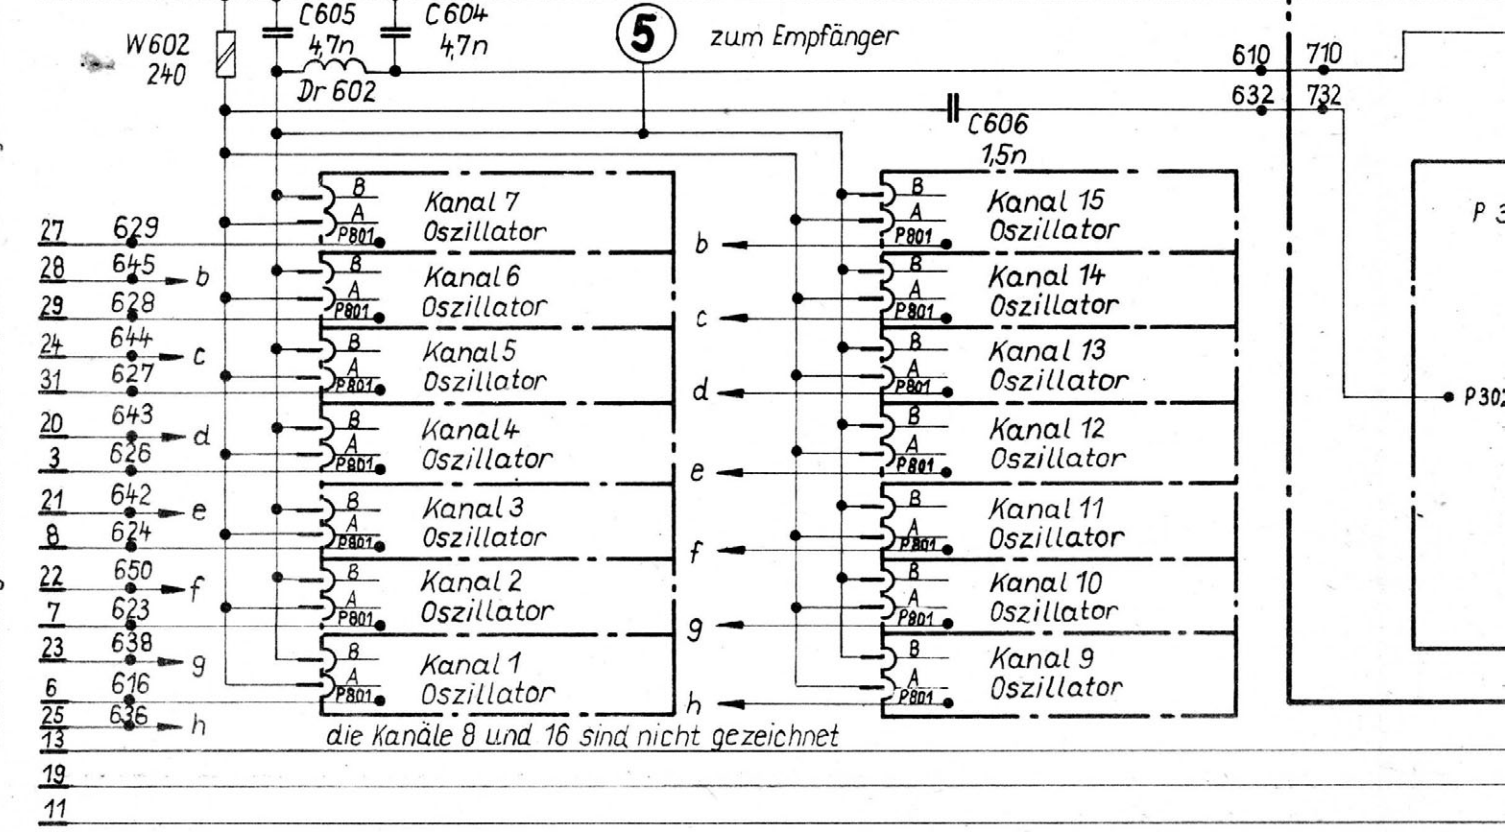 C605
4,7n
C604
4,7n
W602
240
Dr 602
5
zum Empfänger
610
710
632
732
C606
1,5n
27 629
28 645 b
29 628
24 644 c
31 627
20 643 d
3 626
21 642 e
8 624
22 650 f
7 623
23 638 g
6 616
25 636 h
13
19
11
B
A
P801
Kanal 7
Oszillator
B
A
P801
Kanal 6
Oszillator
B
A
P801
Kanal 5
Oszillator
B
A
P801
Kanal 4
Oszillator
B
A
P801
Kanal 3
Oszillator
B
A
P801
Kanal 2
Oszillator
B
A
P801
Kanal 1
Oszillator
die Kanäle 8 und 16 sind nicht gezeichnet
b
c
d
e
f
g
h
B
A
P801
Kanal 15
Oszillator
B
A
P801
Kanal 14
Oszillator
B
A
P801
Kanal 13
Oszillator
B
A
P801
Kanal 12
Oszillator
B
A
P801
Kanal 11
Oszillator
B
A
P801
Kanal 10
Oszillator
B
A
P801
Kanal 9
Oszillator
P 3
P302